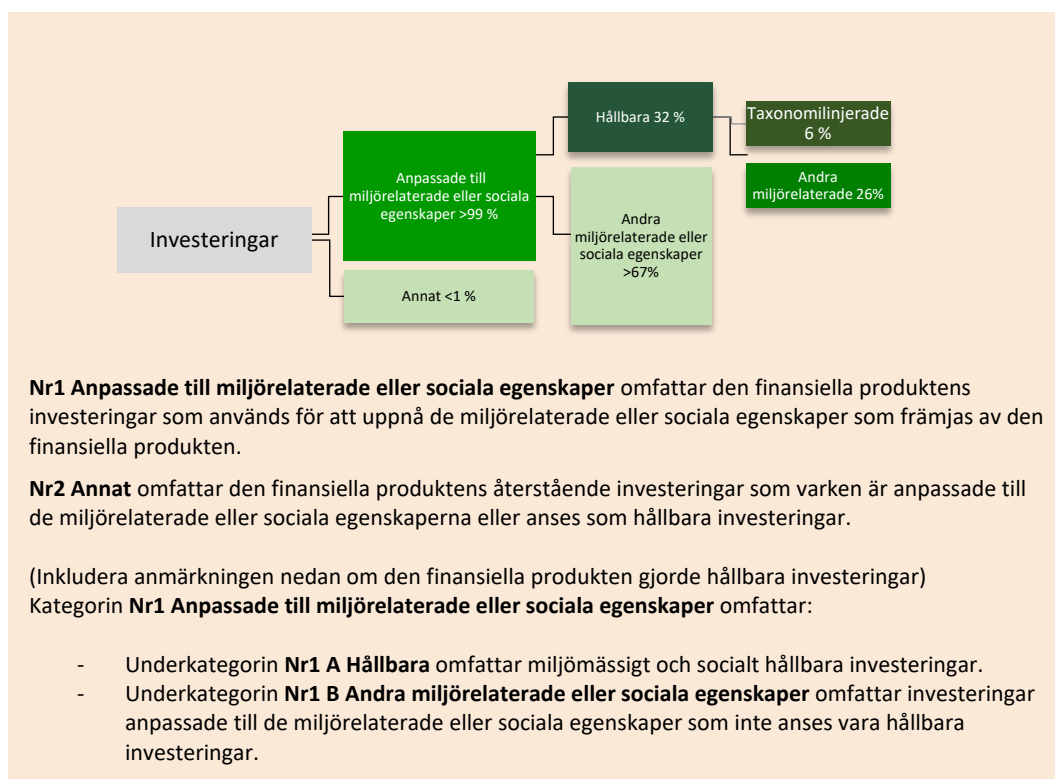 Hållbara 32 %
Taxonomilinjerade
6 %
Anpassade till
miljörelaterade eller sociala
egenskaper >99 %
Andra
miljörelaterade 26%
Investeringar
Andra
miljörelaterade eller
sociala egenskaper
>67%
Annat <1 %
Nr1 Anpassade till miljörelaterade eller sociala egenskaper omfattar den finansiella produktens
investeringar som används för att uppnå de miljörelaterade eller sociala egenskaper som främjas av den
finansiella produkten.
Nr2 Annat omfattar den finansiella produktens återstående investeringar som varken är anpassade till
de miljörelaterade eller sociala egenskaperna eller anses som hållbara investeringar.
(Inkludera anmärkningen nedan om den finansiella produkten gjorde hållbara investeringar)
Kategorin Nr1 Anpassade till miljörelaterade eller sociala egenskaper omfattar:
- Underkategorin Nr1 A Hållbara omfattar miljömässigt och socialt hållbara investeringar.
- Underkategorin Nr1 B Andra miljörelaterade eller sociala egenskaper omfattar investeringar
anpassade till de miljörelaterade eller sociala egenskaper som inte anses vara hållbara
investeringar.